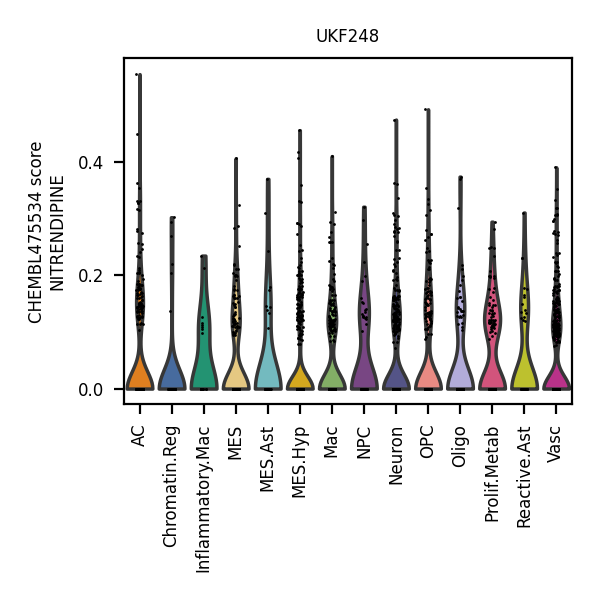 UKF248
CHEMBL475534 score
NITRENDIPINE
0.4
0.2
0.0
AC
Chromatin.Reg
Inflammatory.Mac
MES
MES.Ast
MES.Hyp
Mac
NPC
Neuron
OPC
Oligo
Prolif.Metab
Reactive.Ast
Vasc